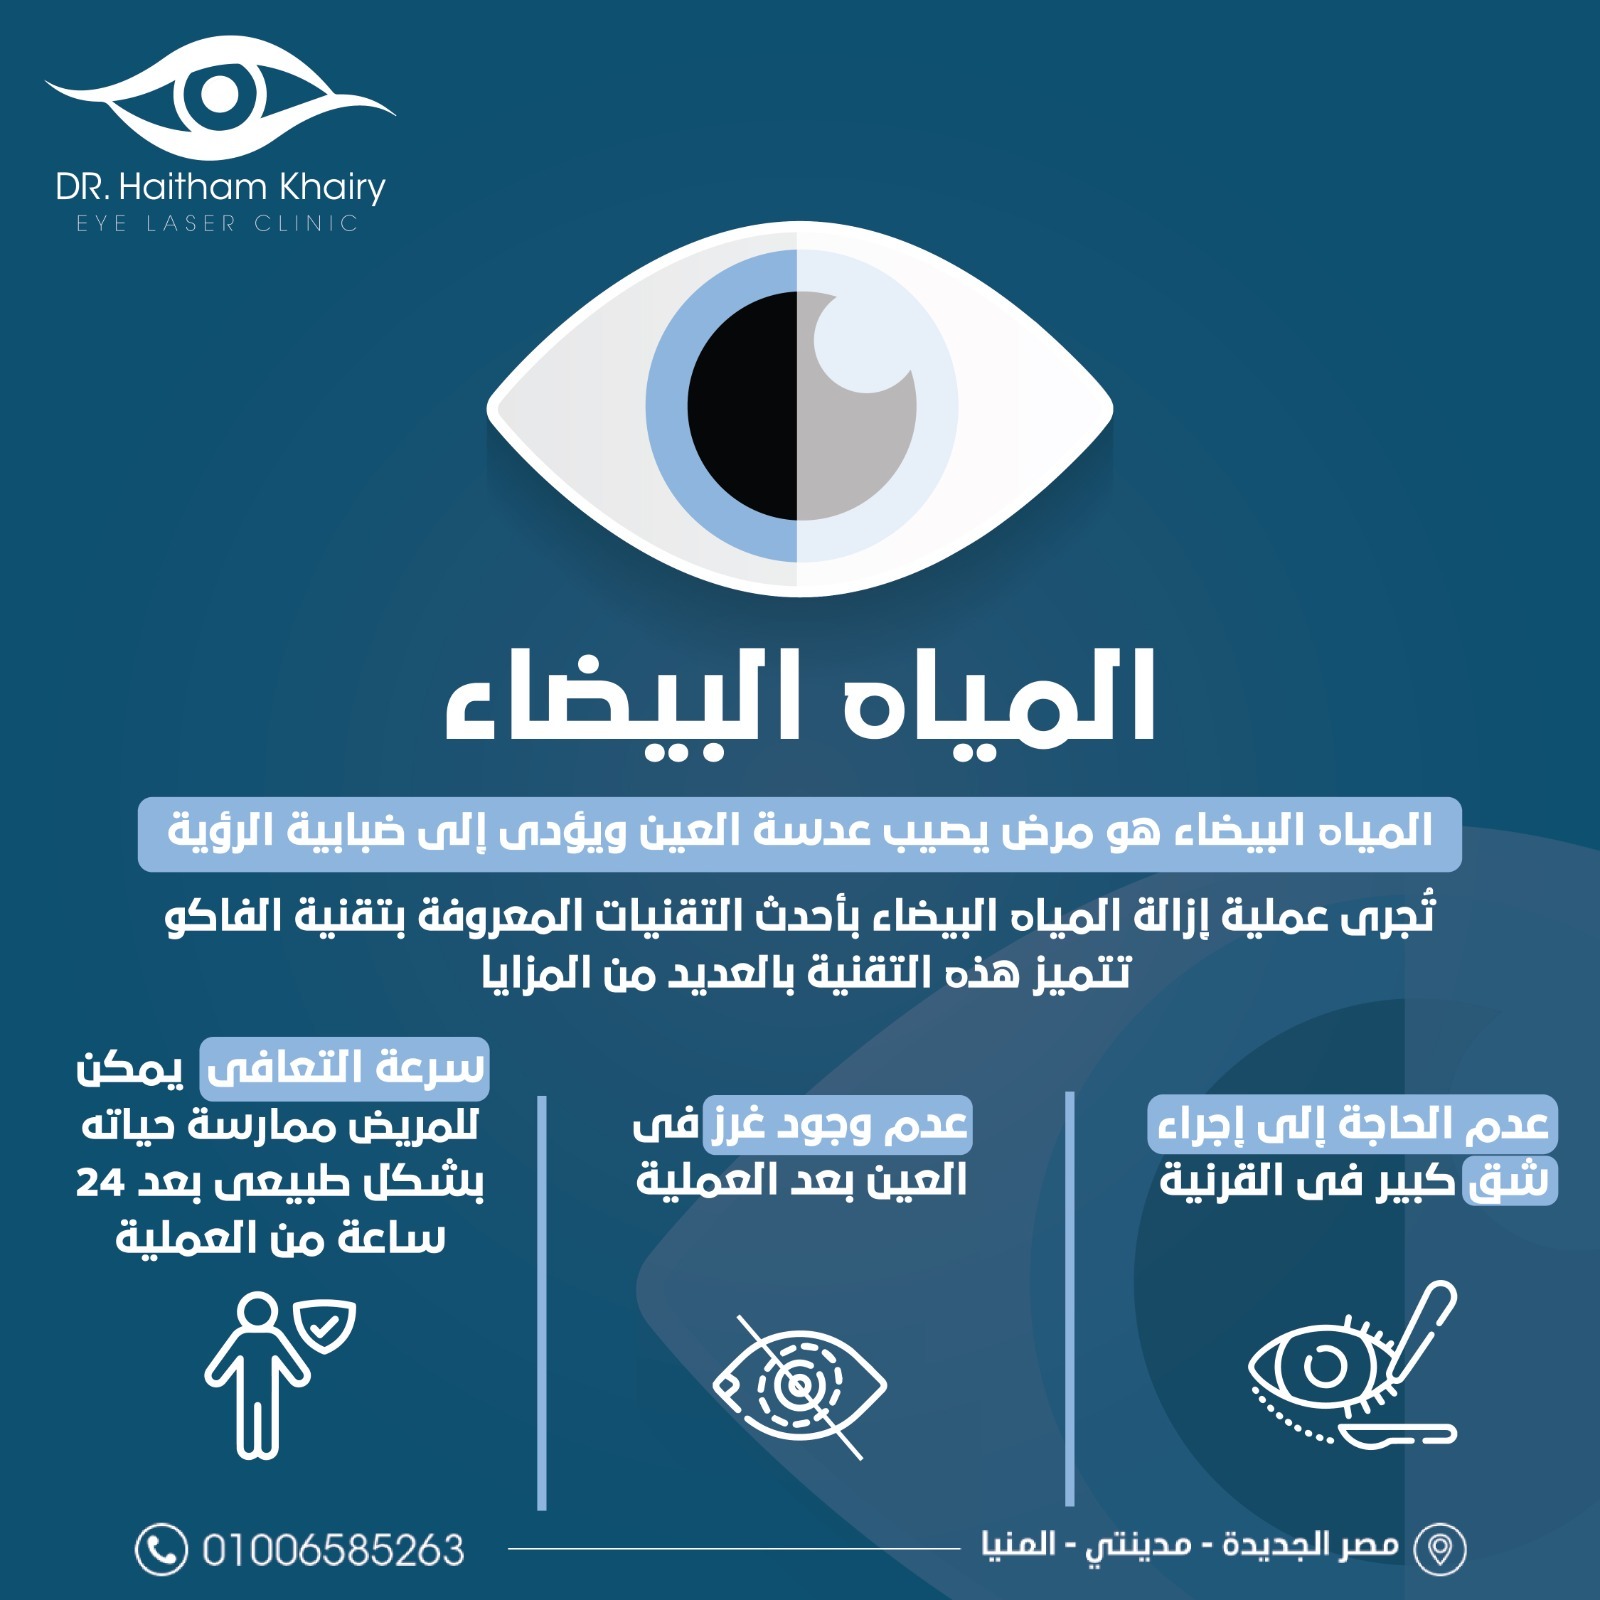 DR. Haitham Khairy
EYE LASER CLINIC
المياه البيضاء
المياه البيضاء هو مرض يصيب عدسة العين ويؤدى إلى ضبابية الرؤية
تُجرى عملية إزالة المياه البيضاء بأحدث التقنيات المعروفة بتقنية الفاكو
تتميز هذه التقنية بالعديد من المزايا
عدم الحاجة إلى إجراء
شق كبير فى القرنية
عدم وجود غرز فى
العين بعد العملية
سرعة التعافى يمكن
للمريض ممارسة حياته
بشكل طبيعى بعد 24
ساعة من العملية
مصر الجديدة - مدينتي - المنيا
01006585263